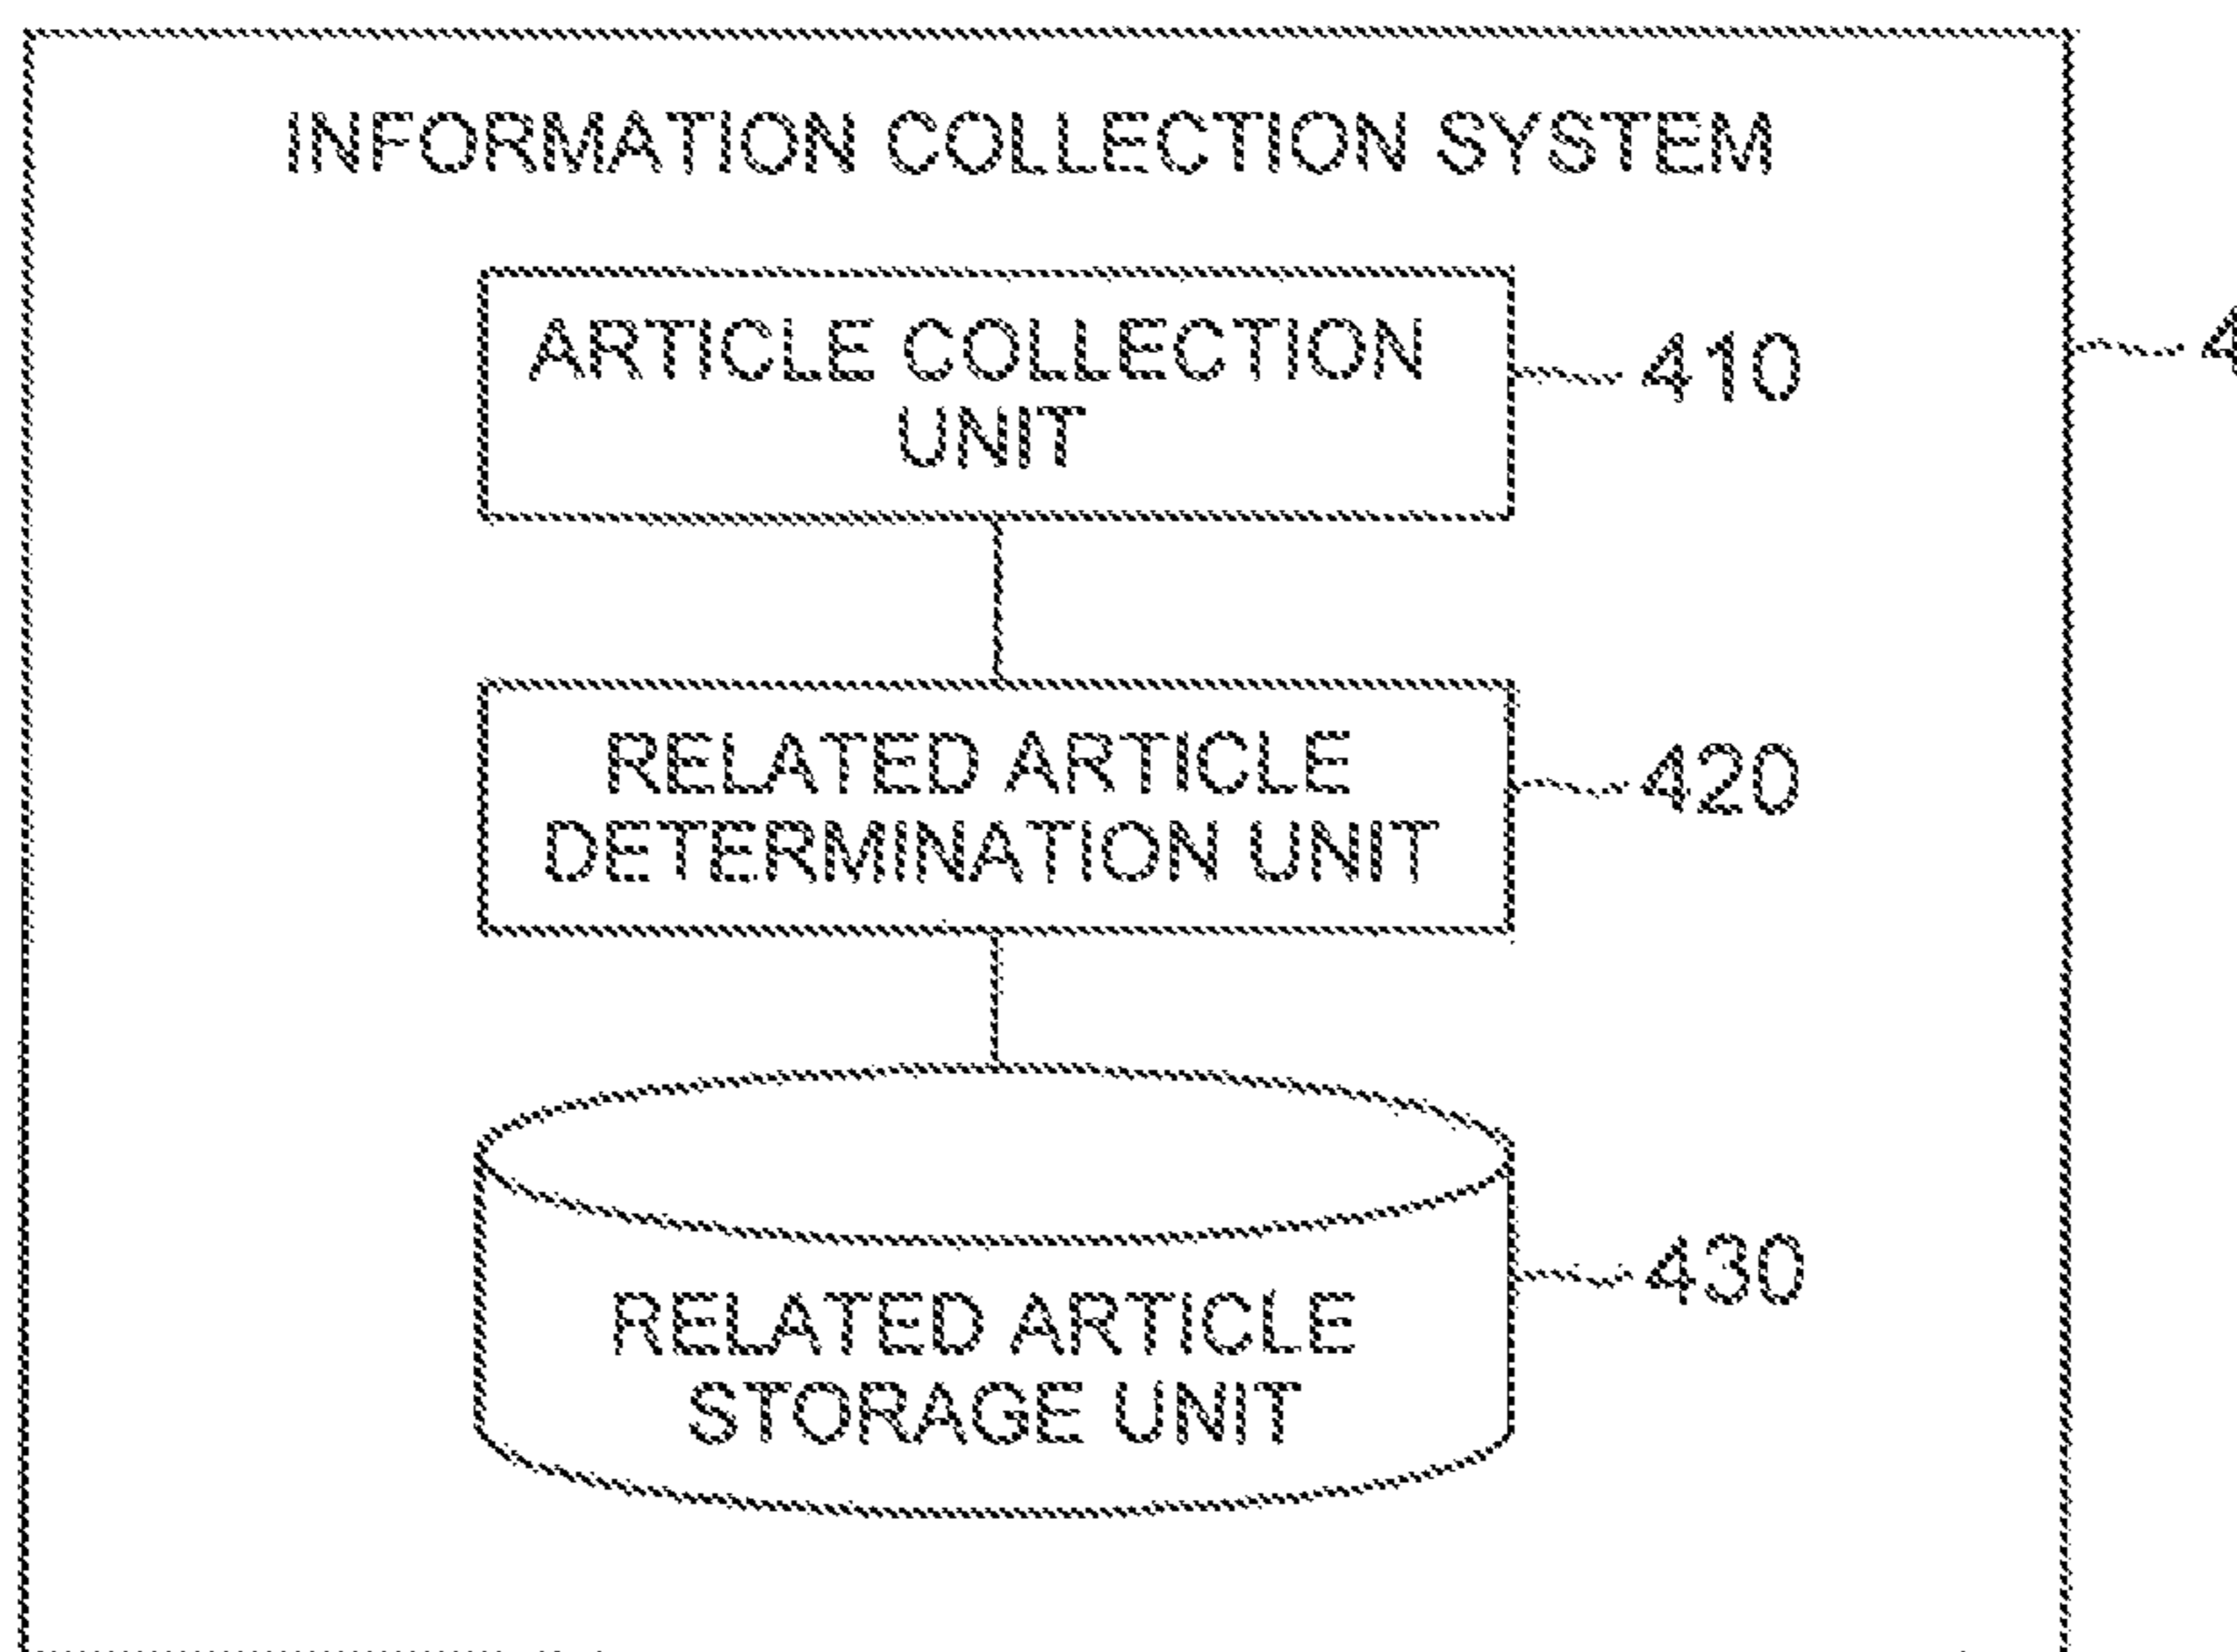 INFORMATION COLLECTION SYSTEM
ARTICLE COLLECTION
UNIT
410
RELATED ARTICLE
DETERMINATION UNIT
420
RELATED ARTICLE
STORAGE UNIT
430